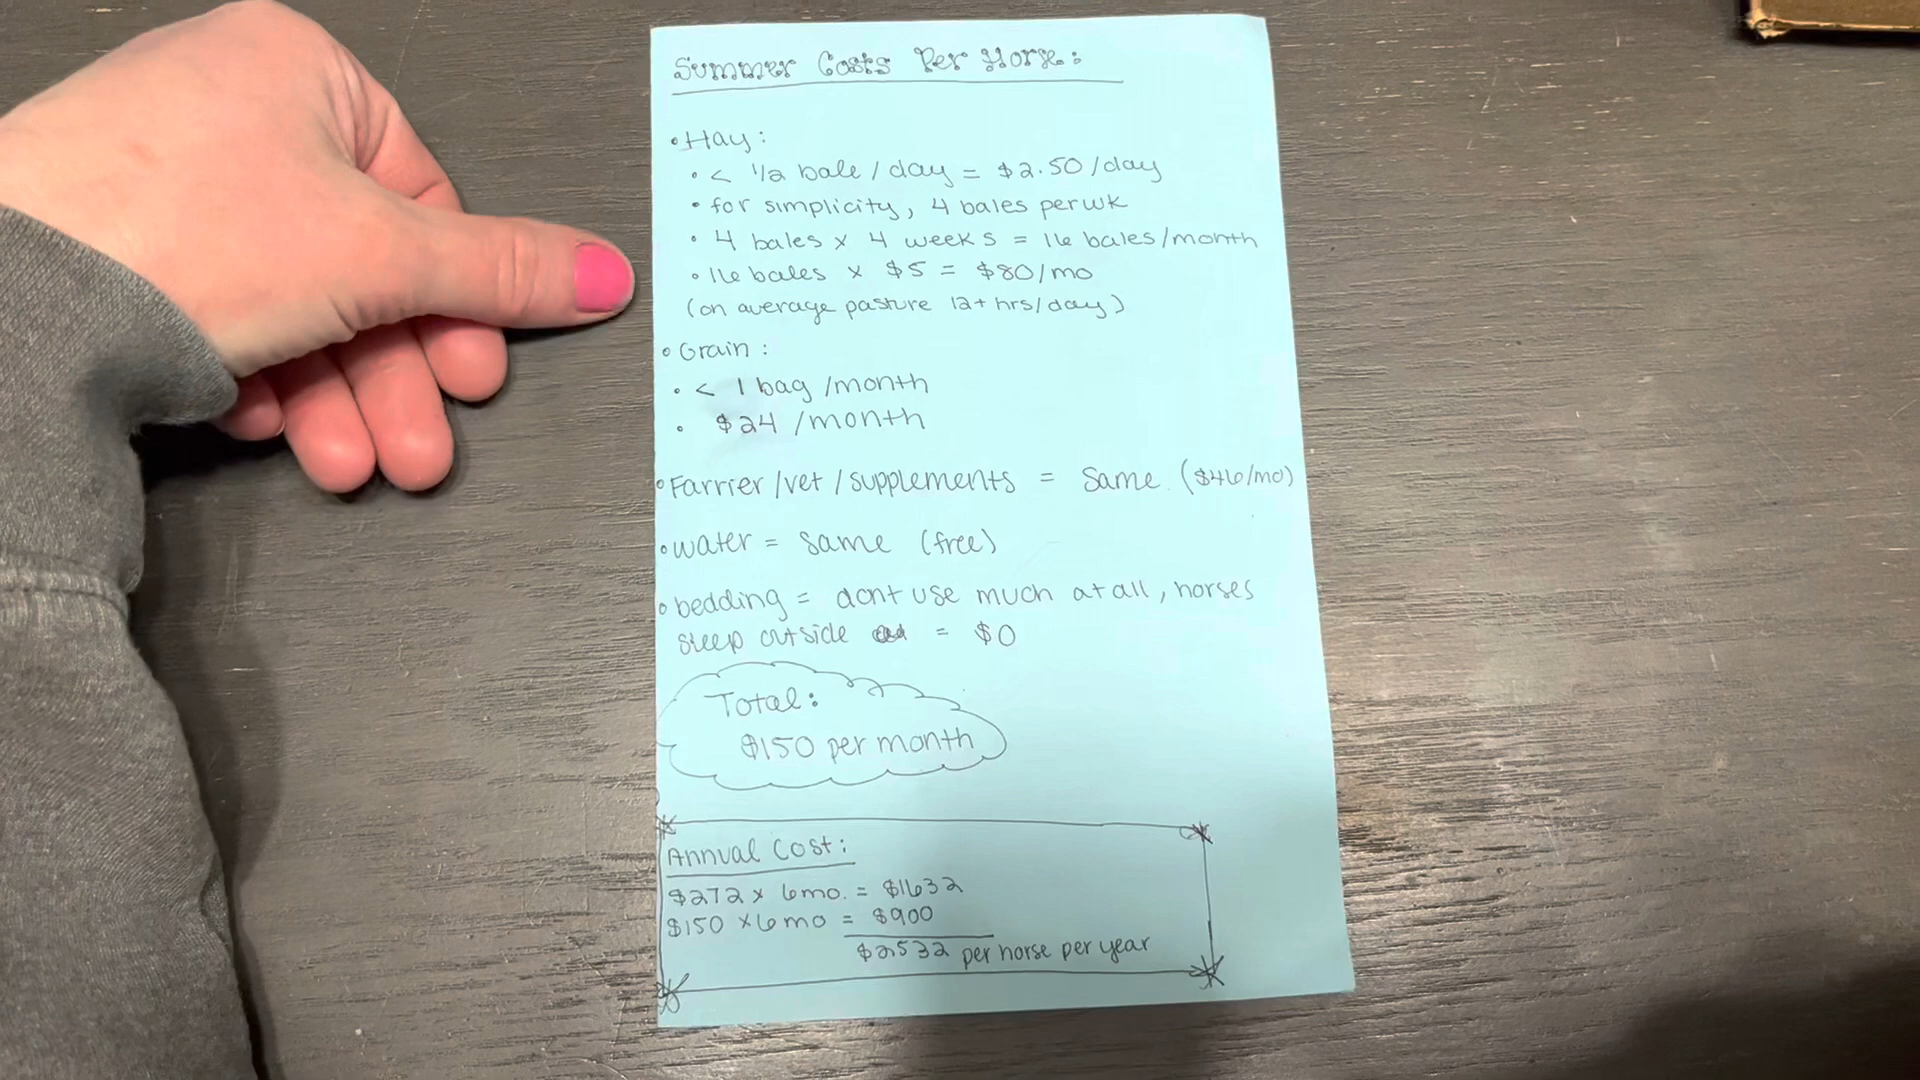 Summer Costs Per Horse:
• Hay:
• < 1/2 bale / day = $2.50 /day
• for simplicity, 4 bales per wk
• 4 bales x 4 weeks = 16 bales/month
• 16 bales x $5 = $80/mo
(on average pasture 12+ hrs/day)
• Grain:
• < 1 bag /month
• $24 /month
• Farrier /vet /supplements = Same ($46/mo)
• water = same (free)
• bedding = dont use much at all, horses
sleep outside = $0
Total:
$150 per month
Annual Cost:
$272 x 6mo. = $1632
$150 x 6mo = $900
$2532 per horse per year